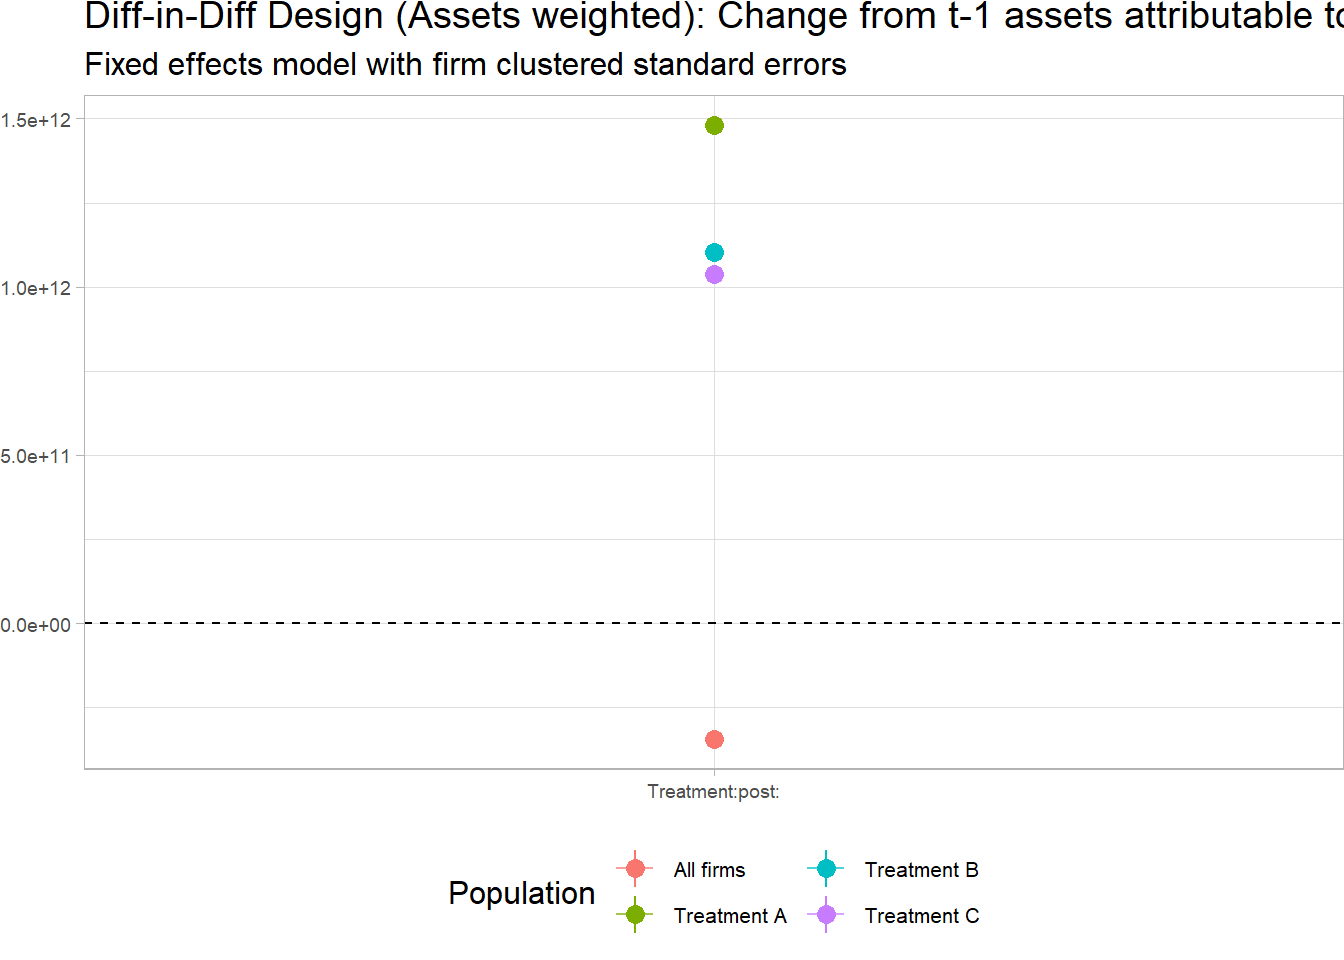 Diff-in-Diff Design (Assets weighted): Change from t-1 assets attributable to
Fixed effects model with firm clustered standard errors
1.5e+12
1.0e+12
5.0e+11
0.0e+00
Treatment:post:
Population
All firms
Treatment B
Treatment A
Treatment C